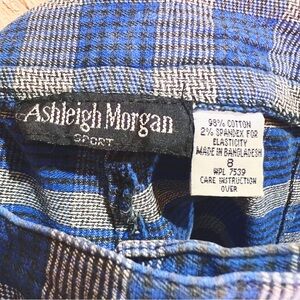 Ashleigh Morgan
SPORT
98% COTTON
2% SPANDEX FOR
ELASTICITY
MADE IN BANGLADESH
8
WPL 7539
CARE INSTRUCTION
OVER